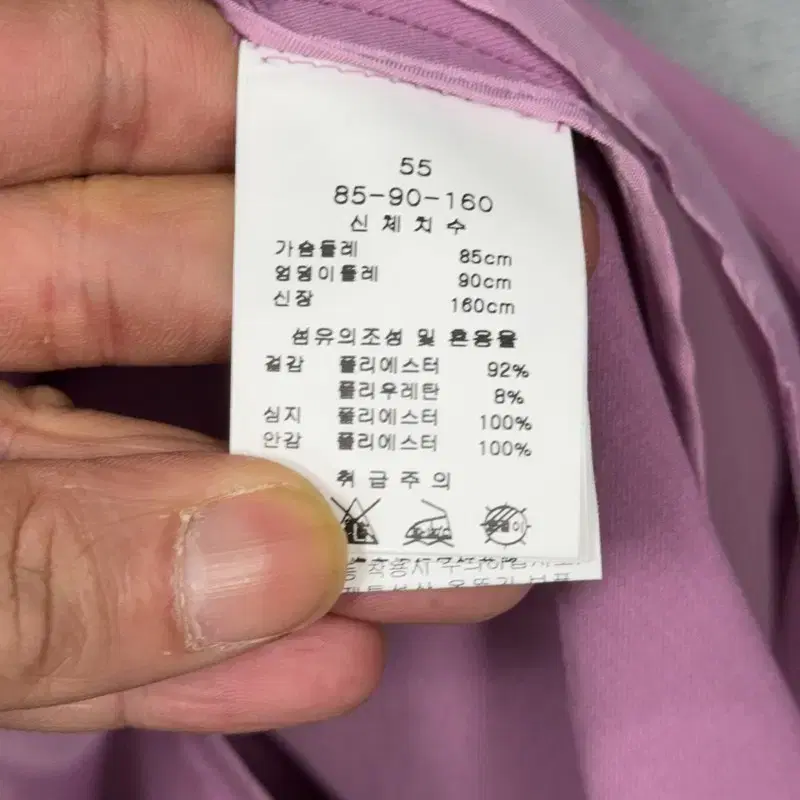 55
85-90-160
신체치수
가슴둘레 85cm
엉덩이둘레 90cm
신장 160cm
섬유의조성 및 혼용율
겉감 폴리에스터 92%
폴리우레탄 8%
심지 폴리에스터 100%
안감 폴리에스터 100%
취급주의
착용시